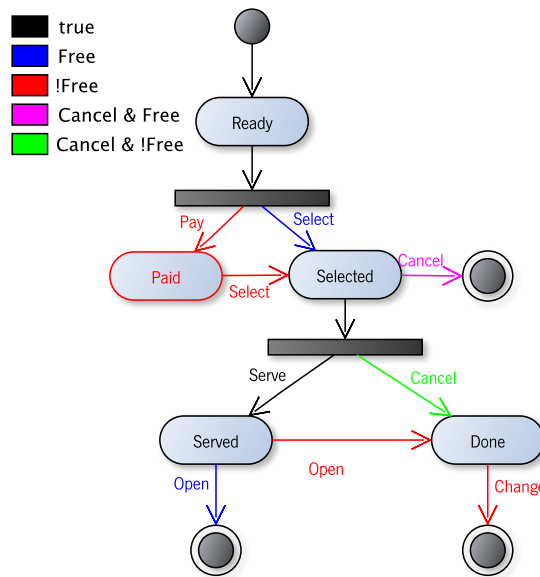 true
Free
!Free
Cancel & Free
Cancel & !Free
Ready
Pay
Select
Paid
Select
Selected
Cancel
Serve
Cancel
Served
Open
Done
Open
Change